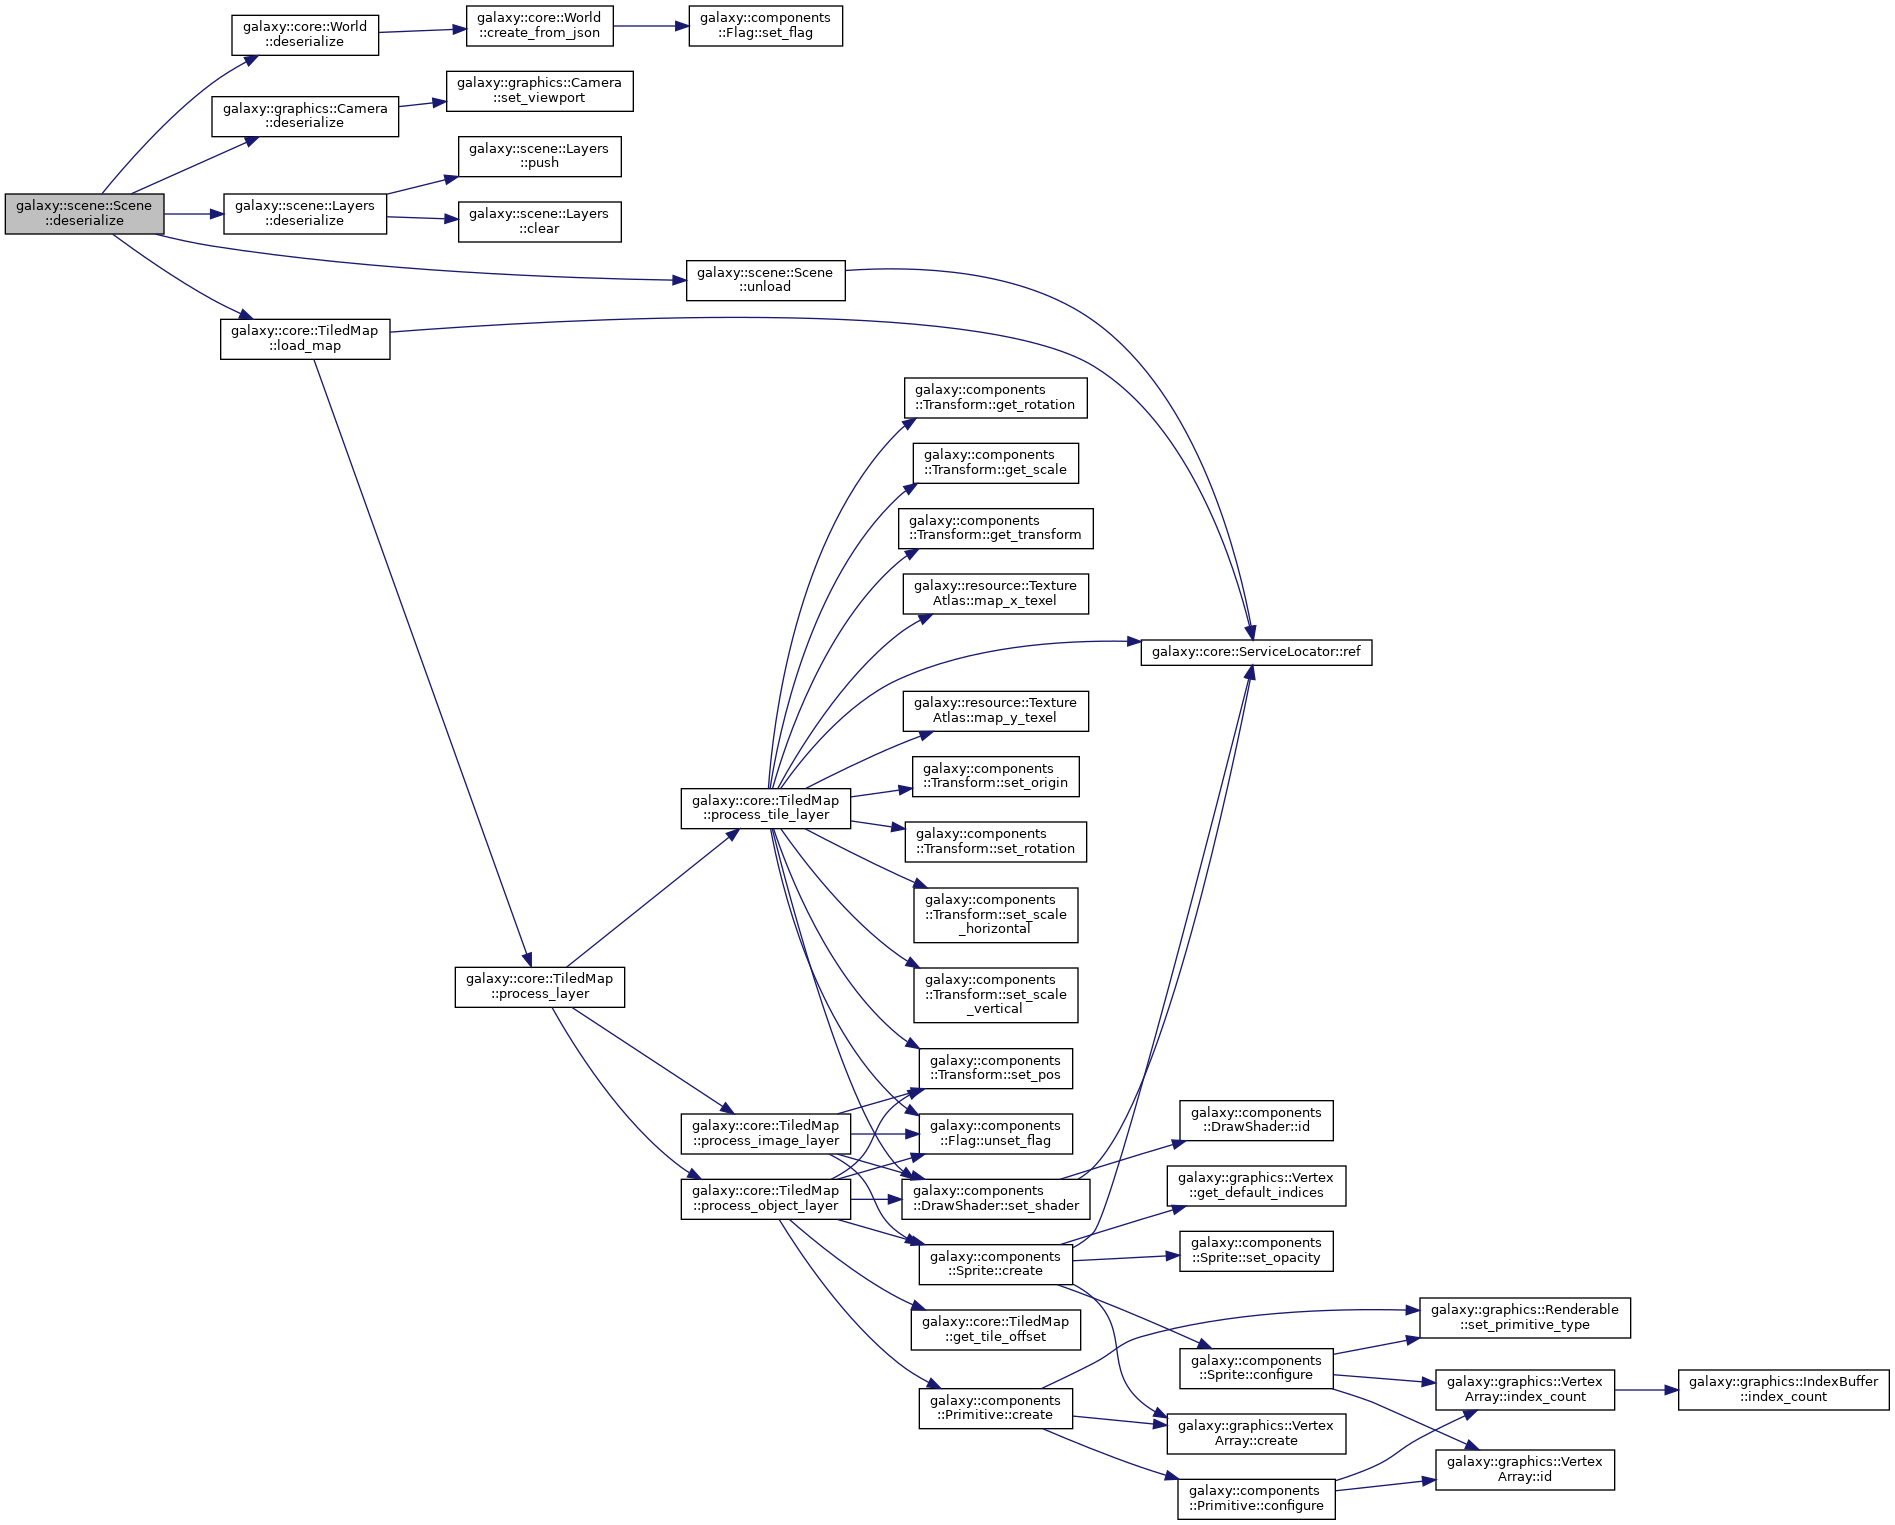 galaxy::core::World
::deserialize
galaxy::core::World
::create_from_json
galaxy::components
::Flag::set_flag
galaxy::graphics::Camera
::set_viewport
galaxy::graphics::Camera
::deserialize
galaxy::scene::Layers
::push
galaxy::scene::Scene
::deserialize
galaxy::scene::Layers
::deserialize
galaxy::scene::Layers
::clear
galaxy::scene::Scene
::unload
galaxy::core::TiledMap
::load_map
galaxy::components
::Transform::get_rotation
galaxy::components
::Transform::get_scale
galaxy::components
::Transform::get_transform
galaxy::resource::Texture
Atlas::map_x_texel
galaxy::core::ServiceLocator::ref
galaxy::resource::Texture
Atlas::map_y_texel
galaxy::components
::Transform::set_origin
galaxy::core::TiledMap
::process_tile_layer
galaxy::components
::Transform::set_rotation
galaxy::components
::Transform::set_scale
_horizontal
galaxy::core::TiledMap
::process_layer
galaxy::components
::Transform::set_scale
_vertical
galaxy::components
::Transform::set_pos
galaxy::core::TiledMap
::process_image_layer
galaxy::components
::Flag::unset_flag
galaxy::components
::DrawShader::id
galaxy::core::TiledMap
::process_object_layer
galaxy::components
::DrawShader::set_shader
galaxy::graphics::Vertex
::get_default_indices
galaxy::components
::Sprite::create
galaxy::components
::Sprite::set_opacity
galaxy::core::TiledMap
::get_tile_offset
galaxy::graphics::Renderable
::set_primitive_type
galaxy::components
::Sprite::configure
galaxy::graphics::Vertex
Array::index_count
galaxy::graphics::IndexBuffer
::index_count
galaxy::components
::Primitive::create
galaxy::graphics::Vertex
Array::create
galaxy::graphics::Vertex
Array::id
galaxy::components
::Primitive::configure